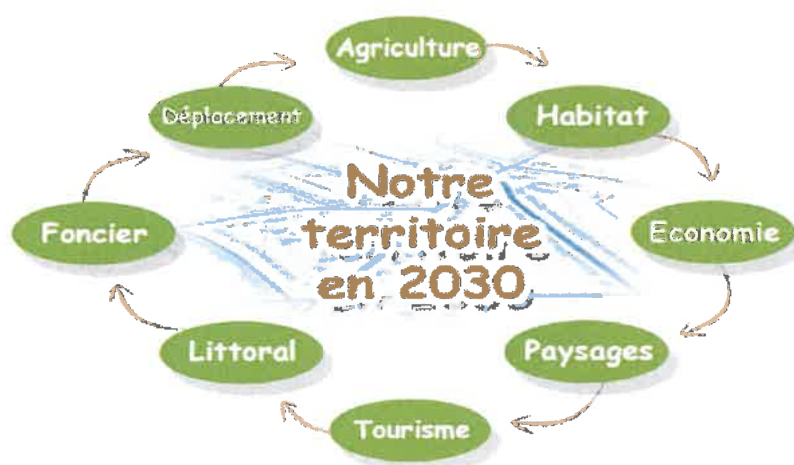 Agriculture
Déplacement
Habitat
Notre
Foncier
territoire
Economie
en 2030
Littoral
Paysages
Tourisme